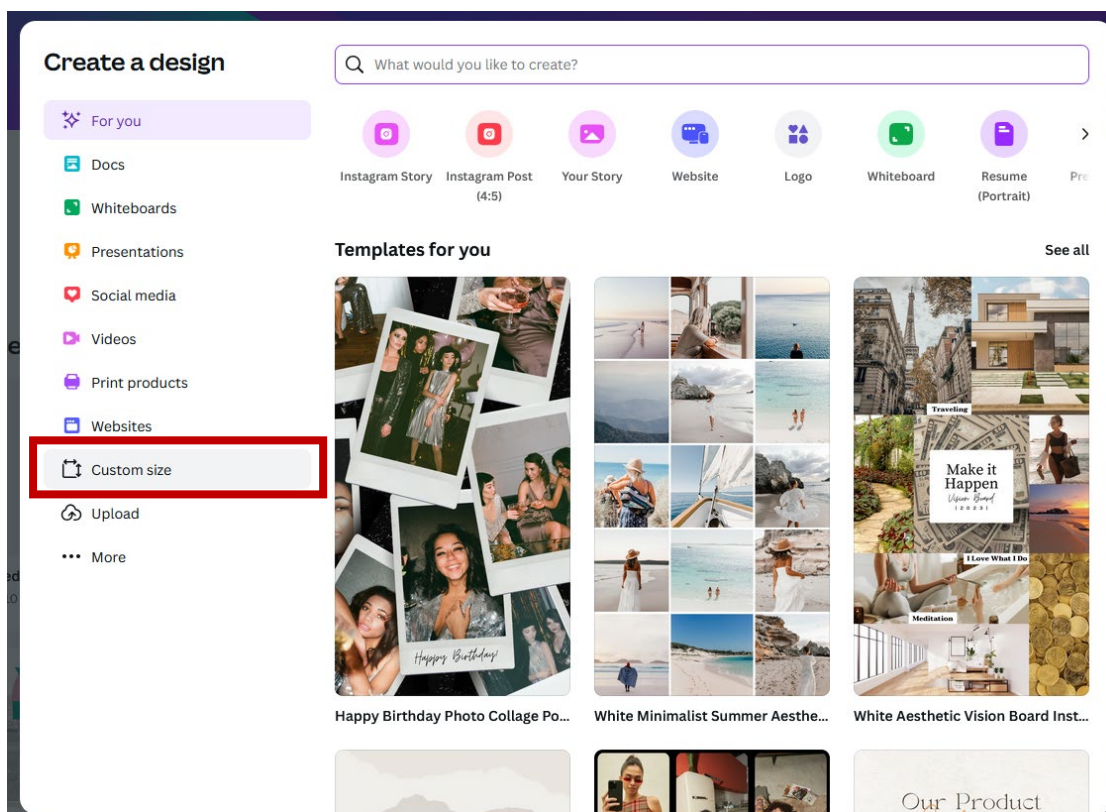 Create a design
What would you like to create?
For you
Docs
Whiteboards
Presentations
Social media
Videos
Print products
Websites
Custom size
Upload
More
Instagram Story
Instagram Post
(4:5)
Your Story
Website
Logo
Whiteboard
Resume
(Portrait)
Pre
Templates for you
See all
Happy Birthday!
Traveling
Make it
Happen
Vision Board
(2023)
I Love What I Do
Meditation
Happy Birthday Photo Collage Po...
White Minimalist Summer Aesthe...
White Aesthetic Vision Board Inst...
Our Product